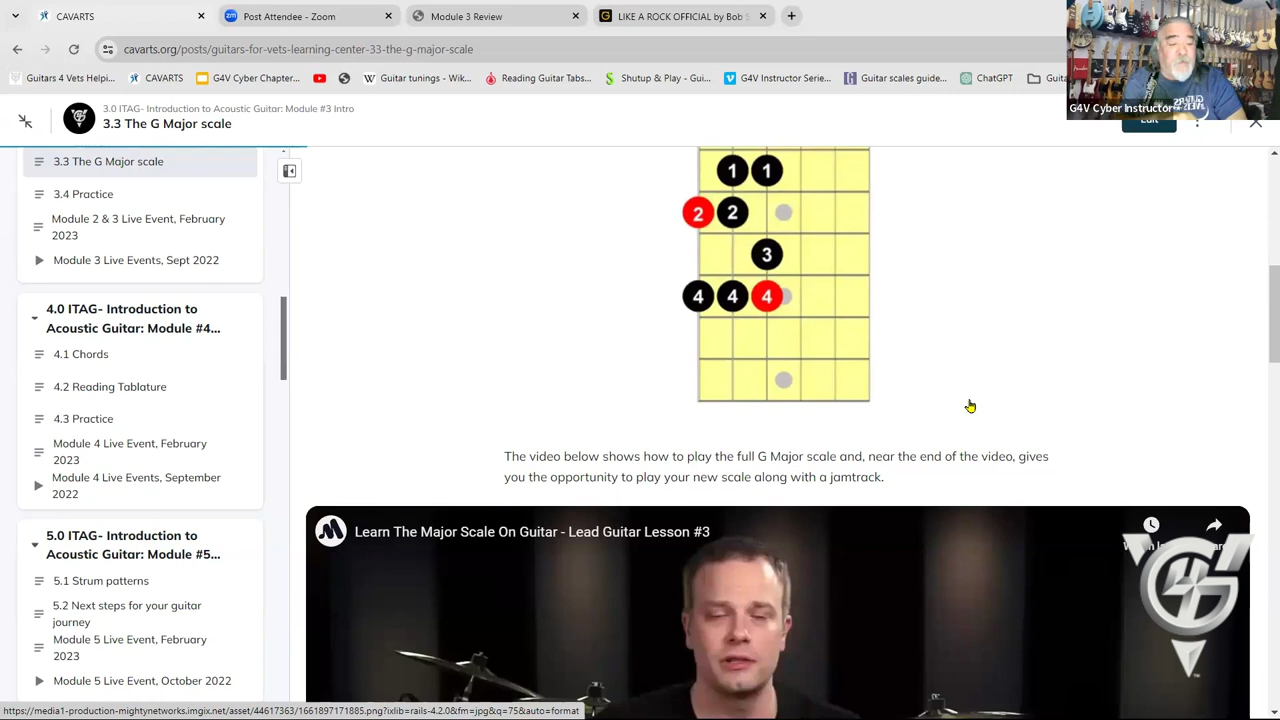 CAVARTS
Post Attendee - Zoom
Module 3 Review
LIKE A ROCK OFFICIAL by Bob S
cavarts.org/posts/guitars-for-vets-learning-center-33-the-g-major-scale
Guitars 4 Vets Helpi...
CAVARTS
G4V Cyber Chapter...
Guitar tunings - Wik...
Reading Guitar Tabs...
Shutup & Play - Gui...
G4V Instructor Serie...
Guitar scales guide...
ChatGPT
Guita
G4V Cyber Instructor
3.0 ITAG- Introduction to Acoustic Guitar: Module #3 Intro
3.3 The G Major scale
Edit
3.3 The G Major scale
3.4 Practice
Module 2 & 3 Live Event, February
2023
Module 3 Live Events, Sept 2022
4.0 ITAG- Introduction to
Acoustic Guitar: Module #4...
4.1 Chords
4.2 Reading Tablature
4.3 Practice
Module 4 Live Event, February
2023
Module 4 Live Event, September
2022
5.0 ITAG- Introduction to
Acoustic Guitar: Module #5...
5.1 Strum patterns
5.2 Next steps for your guitar
journey
Module 5 Live Event, February
2023
Module 5 Live Event, October 2022
1 1
2 2
3
4 4 4
The video below shows how to play the full G Major scale and, near the end of the video, gives
you the opportunity to play your new scale along with a jamtrack.
Learn The Major Scale On Guitar - Lead Guitar Lesson #3
https://media1-production-mightynetworks.imgix.net/asset/44617363/1661897171885.png?ixlib=rails-4.2.0&fm=jpg&q=75&auto=format